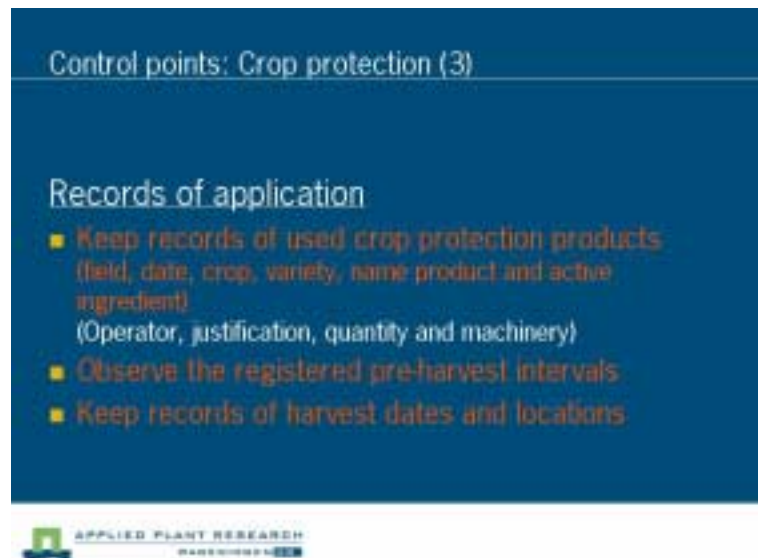 Control points: Crop protection (3)
Records of application
Keep records of used crop protection products
(field, date, crop, variety, name product and active
ingredient)
(Operator, justification, quantity and machinery)
Observe the registered pre-harvest intervals
Keep records of harvest dates and locations
APPLIED PLANT RESEARCH
WAGENINGEN UR